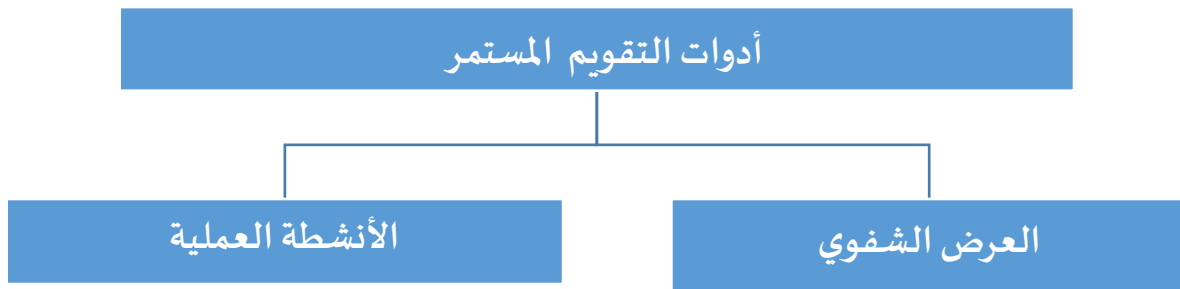 أدوات التقويم المستمر
العرض الشفوي
الأنشطة العملية